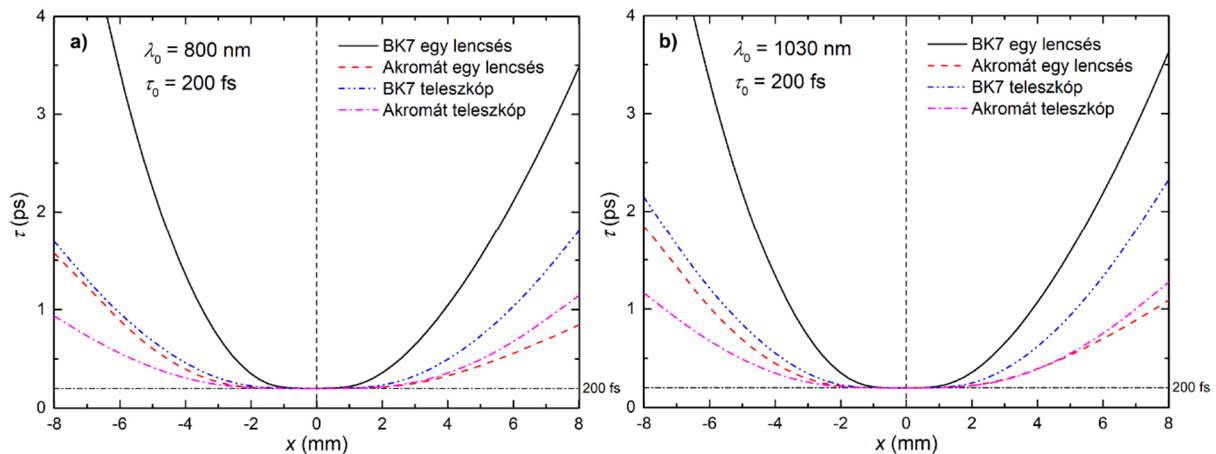 a)
λ0 = 800 nm
τ0 = 200 fs
BK7 egy lencsés
Akromát egy lencsés
BK7 teleszkóp
Akromát teleszkóp
4
3
2
1
0
τ (ps)
200 fs
-8 -6 -4 -2 0 2 4 6 8
x (mm)
b)
λ0 = 1030 nm
τ0 = 200 fs
BK7 egy lencsés
Akromát egy lencsés
BK7 teleszkóp
Akromát teleszkóp
4
3
2
1
0
τ (ps)
200 fs
-8 -6 -4 -2 0 2 4 6 8
x (mm)